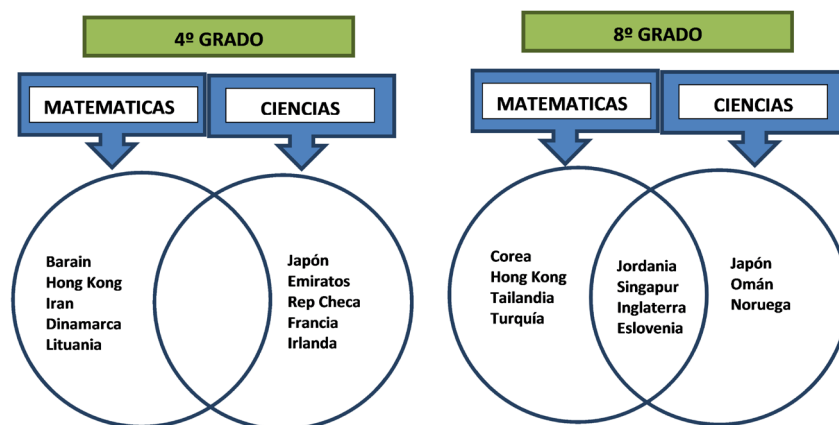 4º GRADO
MATEMATICAS
CIENCIAS
Barain
Hong Kong
Iran
Dinamarca
Lituania
Japón
Emiratos
Rep Checa
Francia
Irlanda
8º GRADO
MATEMATICAS
CIENCIAS
Corea
Hong Kong
Tailandia
Turquía
Jordania
Singapur
Inglaterra
Eslovenia
Japón
Omán
Noruega